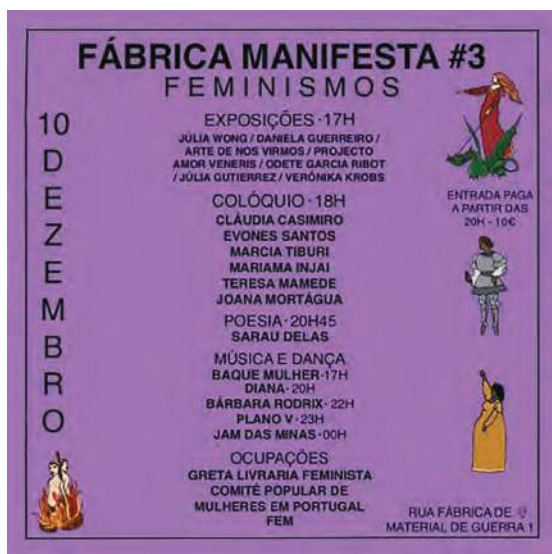 FÁBRICA MANIFESTA #3
FEMINISMOS
10
D
E
Z
E
M
B
R
O
EXPOSIÇÕES·17H
JÚLIA WONG / DANIELA GUERREIRO /
ARTE DE NOS VIRMOS / PROJECTO
AMOR VENERIS / ODETE GARCIA RIBOT
/ JÚLIA GUTIERREZ / VERÓNIKA KROBS
COLÓQUIO·18H
CLÁUDIA CASIMIRO
EVONES SANTOS
MARCIA TIBURI
MARIAMA INJAI
TERESA MAMEDE
JOANA MORTÁGUA
POESIA·20H45
SARAU DELAS
MÚSICA E DANÇA
BAQUE MULHER·17H
DIANA·20H
BÁRBARA RODRIX·22H
PLANO V·23H
JAM DAS MINAS·00H
OCUPAÇÕES
GRETA LIVRARIA FEMINISTA
COMITÉ POPULAR DE
MULHERES EM PORTUGAL
FEM
ENTRADA PAGA
A PARTIR DAS
20H - 10€
RUA FÁBRICA DE
MATERIAL DE GUERRA 1